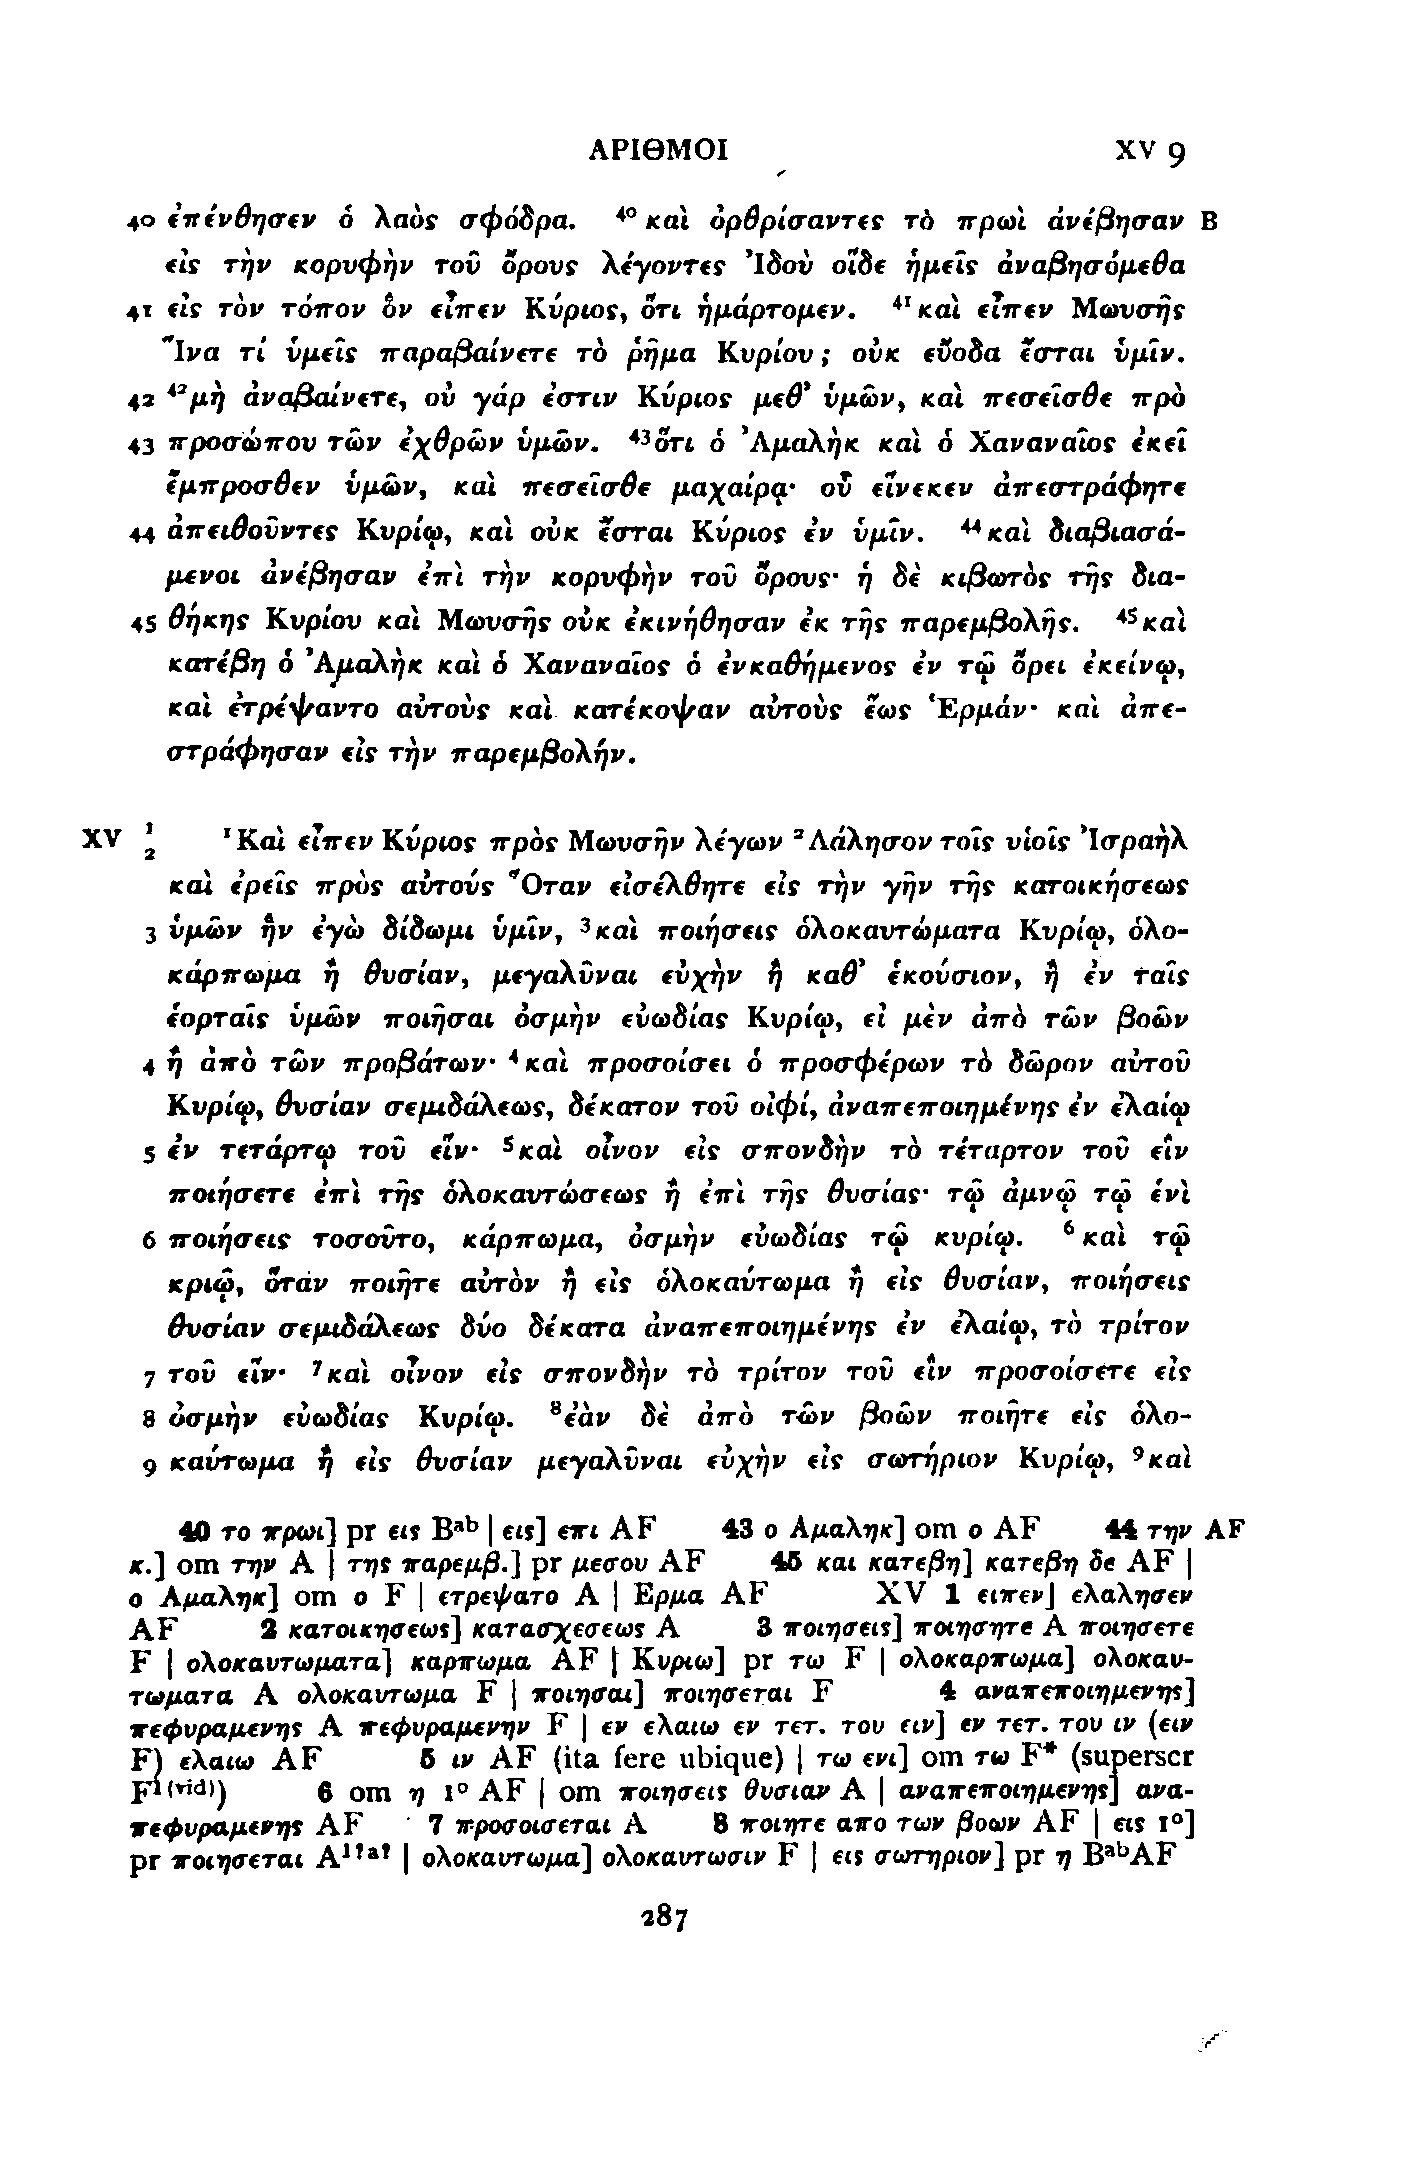 ΑΡΙΘΜΟΙ XV 9
40 ἐπένθησεν ὁ λαὸς σφόδρα. ⁴⁰καὶ ὀρθρίσαντες τὸ πρωὶ ἀνέβησαν B
εἰς τὴν κορυφὴν τοῦ ὄρους λέγοντες Ἰδοὺ οἵδε ἡμεῖς ἀναβησόμεθα
41 εἰς τὸν τόπον ὃν εἶπεν Κύριος, ὅτι ἡμάρτομεν. ⁴¹καὶ εἶπεν Μωυσῆς
Ἵνα τί ὑμεῖς παραβαίνετε τὸ ῥῆμα Κυρίου; οὐκ εὔοδα ἔσται ὑμῖν.
42 ⁴²μὴ ἀναβαίνετε, οὐ γάρ ἐστιν Κύριος μεθ’ ὑμῶν, καὶ πεσεῖσθε πρὸ
43 προσώπου τῶν ἐχθρῶν ὑμῶν. ⁴³ὅτι ὁ Ἀμαλὴκ καὶ ὁ Χαναναῖος ἐκεῖ
ἔμπροσθεν ὑμῶν, καὶ πεσεῖσθε μαχαίρᾳ· οὗ εἵνεκεν ἀπεστράφητε
44 ἀπειθοῦντες Κυρίῳ, καὶ οὐκ ἔσται Κύριος ἐν ὑμῖν. ⁴⁴καὶ διαβιασά-
μενοι ἀνέβησαν ἐπὶ τὴν κορυφὴν τοῦ ὄρους· ἡ δὲ κιβωτὸς τῆς δια-
45 θήκης Κυρίου καὶ Μωυσῆς οὐκ ἐκινήθησαν ἐκ τῆς παρεμβολῆς. ⁴⁵καὶ
κατέβη ὁ Ἀμαλὴκ καὶ ὁ Χαναναῖος ὁ ἐνκαθήμενος ἐν τῷ ὄρει ἐκείνῳ,
καὶ ἐτρέψαντο αὐτοὺς καὶ κατέκοψαν αὐτοὺς ἕως Ἑρμάν· καὶ ἀπε-
στράφησαν εἰς τὴν παρεμβολήν.
XV 1 2 ¹Καὶ εἶπεν Κύριος πρὸς Μωυσῆν λέγων ²Λάλησον τοῖς υἱοῖς Ἰσραὴλ
καὶ ἐρεῖς πρὸς αὐτούς Ὅταν εἰσέλθητε εἰς τὴν γῆν τῆς κατοικήσεως
3 ὑμῶν ἣν ἐγὼ δίδωμι ὑμῖν, ³καὶ ποιήσεις ὁλοκαυτώματα Κυρίῳ, ὁλο-
κάρπωμα ἢ θυσίαν, μεγαλῦναι εὐχὴν ἢ καθ’ ἑκούσιον, ἢ ἐν ταῖς
ἑορταῖς ὑμῶν ποιῆσαι ὀσμὴν εὐωδίας Κυρίῳ, εἰ μὲν ἀπὸ τῶν βοῶν
4 ἢ ἀπὸ τῶν προβάτων· ⁴καὶ προσοίσει ὁ προσφέρων τὸ δῶρον αὐτοῦ
Κυρίῳ, θυσίαν σεμιδάλεως, δέκατον τοῦ οἰφί, ἀναπεποιημένης ἐν ἐλαίῳ
5 ἐν τετάρτῳ τοῦ εἵν· ⁵καὶ οἶνον εἰς σπονδὴν τὸ τέταρτον τοῦ εἲν
ποιήσετε ἐπὶ τῆς ὁλοκαυτώσεως ἢ ἐπὶ τῆς θυσίας· τῷ ἀμνῷ τῷ ἑνὶ
6 ποιήσεις τοσοῦτο, κάρπωμα, ὀσμὴν εὐωδίας τῷ κυρίῳ. ⁶καὶ τῷ
κριῷ, ὅταν ποιῆτε αὐτὸν ἢ εἰς ὁλοκαύτωμα ἢ εἰς θυσίαν, ποιήσεις
θυσίαν σεμιδάλεως δύο δέκατα ἀναπεποιημένης ἐν ἐλαίῳ, τὸ τρίτον
7 τοῦ εἵν· ⁷καὶ οἶνον εἰς σπονδὴν τὸ τρίτον τοῦ εἲν προσοίσετε εἰς
8 ὀσμὴν εὐωδίας Κυρίῳ. ⁸ἐὰν δὲ ἀπὸ τῶν βοῶν ποιῆτε εἰς ὁλο-
9 καύτωμα ἢ εἰς θυσίαν μεγαλῦναι εὐχὴν εἰς σωτήριον Κυρίῳ, ⁹καὶ
40 το πρωι] pr εις Bᵃᵇ | εις] επι AF 43 ο Αμαληκ] om ο AF 44 την AF
κ.] om την A | της παρεμβ.] pr μεσου AF 45 και κατεβη] κατεβη δε AF |
ο Αμαληκ] om ο F | ετρεψατο A | Ερμα AF XV 1 ειπεν] ελαλησεν
AF 2 κατοικησεως] κατασχεσεως A 3 ποιησεις] ποιησητε A ποιησετε
F | ολοκαυτωματα] καρπωμα AF | Κυριω] pr τω F | ολοκαρπωμα] ολοκαυ-
τωματα A ολοκαυτωμα F | ποιησαι] ποιησεται F 4 αναπεποιημενης]
πεφυραμενης A πεφυραμενην F | εν ελαιω εν τετ. του ειν] εν τετ. του ιν (ειν
F) ελαιω AF 5 ιν AF (ita fere ubique) | τω ενι] om τω F* (superscr
F¹⁽ᵛⁱᵈ⁾) 6 om η 1° AF | om ποιησεις θυσιαν A | αναπεποιημενης] ανα-
πεφυραμενης AF 7 προσοισεται A 8 ποιητε απο των βοων AF | εις 1°]
pr ποιησεται A¹ˀᵃˀ | ολοκαυτωμα] ολοκαυτωσιν F | εις σωτηριον] pr η BᵃᵇAF
287